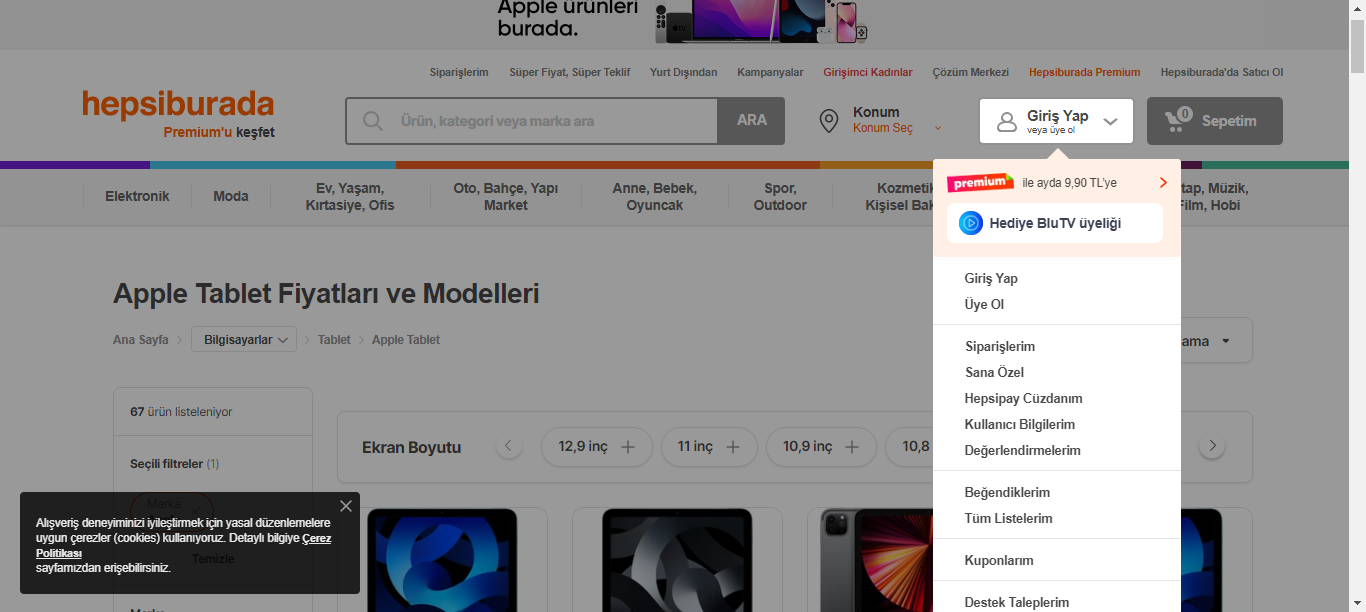 Apple ürünleri
burada.
Siparişlerim Süper Fiyat, Süper Teklif Yurt Dışından Kampanyalar Girişimci Kadınlar Çözüm Merkezi Hepsiburada Premium Hepsiburada'da Satıcı Ol
hepsiburada
Premium'u keşfet
Ürün, kategori veya marka ara
ARA
Konum
Konum Seç
Giriş Yap
veya üye ol
0
Sepetim
Elektronik
Moda
Ev, Yaşam,
Kırtasiye, Ofis
Oto, Bahçe, Yapı
Market
Anne, Bebek,
Oyuncak
Spor,
Outdoor
Kozmetik
Kişisel Bak
tap, Müzik,
Film, Hobi
premium ile ayda 9,90 TL'ye
Hediye BluTV üyeliği
Giriş Yap
Üye Ol
Siparişlerim
Sana Özel
Hepsipay Cüzdanım
Kullanıcı Bilgilerim
Değerlendirmelerim
Beğendiklerim
Tüm Listelerim
Kuponlarım
Destek Taleplerim
Apple Tablet Fiyatları ve Modelleri
Ana Sayfa Bilgisayarlar Tablet Apple Tablet
ama
67 ürün listeleniyor
Seçili filtreler (1)
Marka
Temizle
Marka
Ekran Boyutu
12,9 inç
11 inç
10,9 inç
10,8
Alışveriş deneyiminizi iyileştirmek için yasal düzenlemelere
uygun çerezler (cookies) kullanıyoruz. Detaylı bilgiye Çerez
Politikası
sayfamızdan erişebilirsiniz.